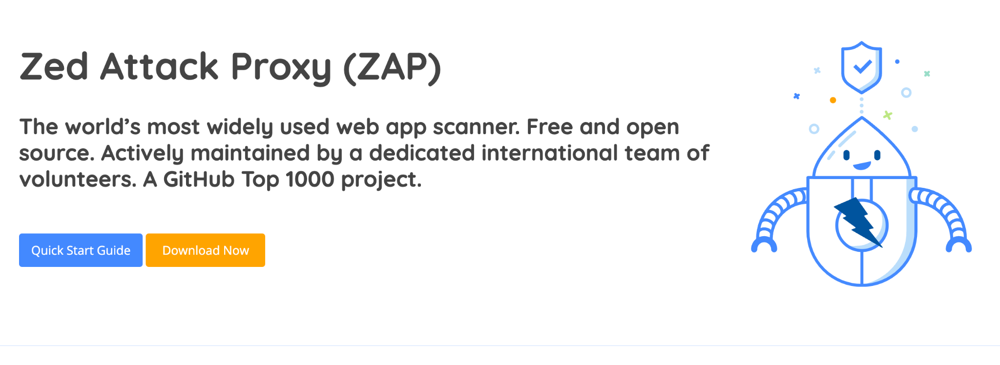 Zed Attack Proxy (ZAP)
The world’s most widely used web app scanner. Free and open
source. Actively maintained by a dedicated international team of
volunteers. A GitHub Top 1000 project.
Quick Start Guide
Download Now